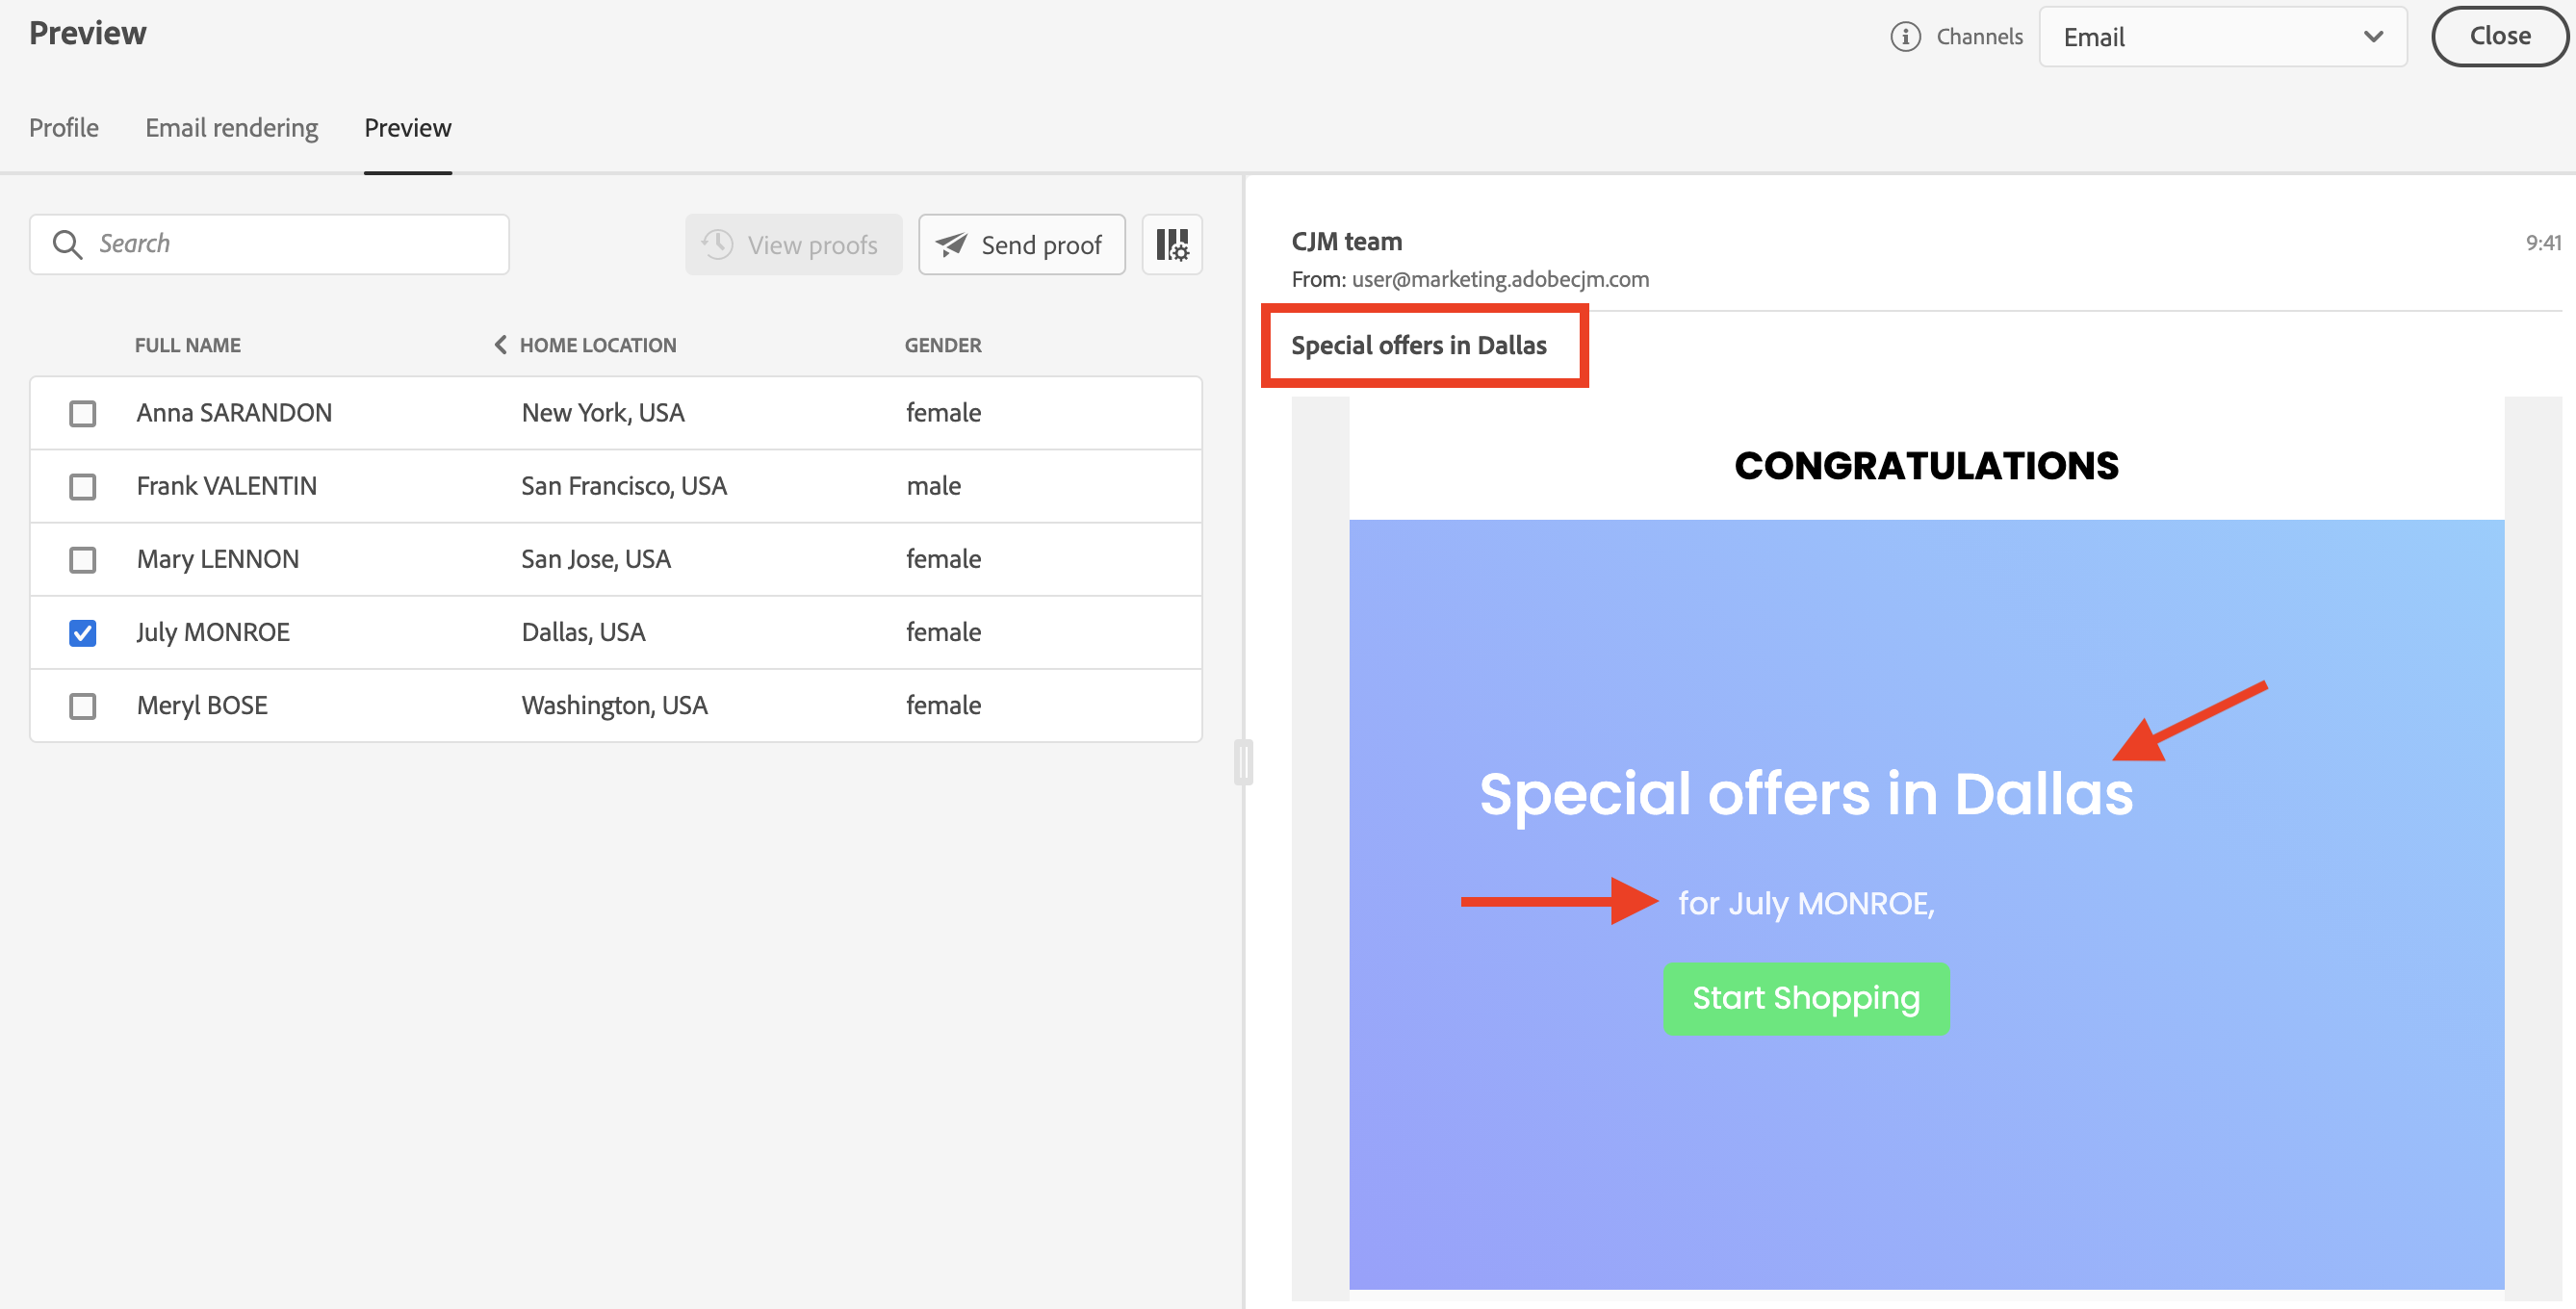 Preview
Channels
Email
Close
Profile Email rendering Preview
Search
View proofs
Send proof
FULL NAME HOME LOCATION GENDER
Anna SARANDON New York, USA female
Frank VALENTIN San Francisco, USA male
Mary LENNON San Jose, USA female
July MONROE Dallas, USA female
Meryl BOSE Washington, USA female
CJM team 9:41
From: user@marketing.adobecjm.com
Special offers in Dallas
CONGRATULATIONS
Special offers in Dallas
for July MONROE,
Start Shopping